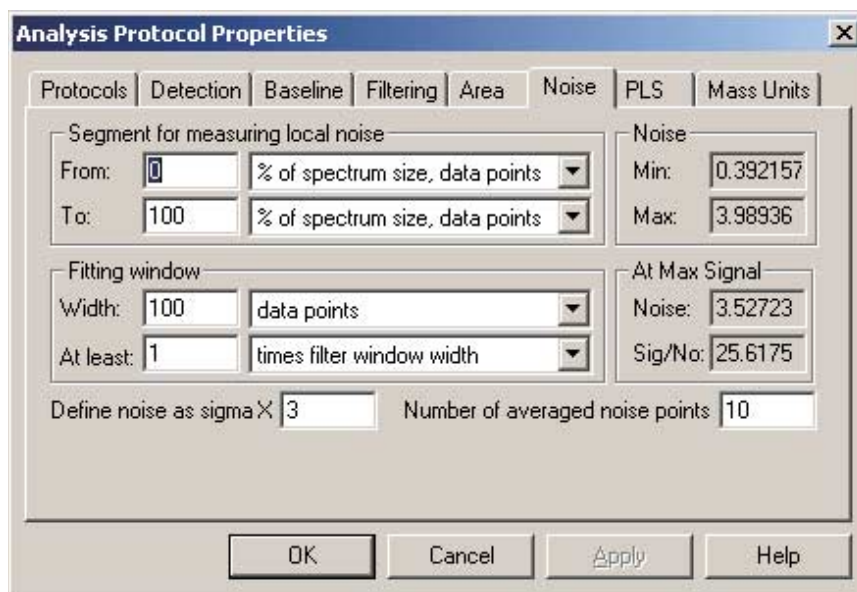 Analysis Protocol Properties
Protocols Detection Baseline Filtering Area Noise PLS Mass Units
Segment for measuring local noise
From: 0 % of spectrum size, data points
To: 100 % of spectrum size, data points
Noise
Min: 0.392157
Max: 3.98936
Fitting window
Width: 100 data points
At least: 1 times filter window width
At Max Signal
Noise: 3.52723
Sig/No: 25.6175
Define noise as sigma X 3 Number of averaged noise points 10
OK Cancel Apply Help